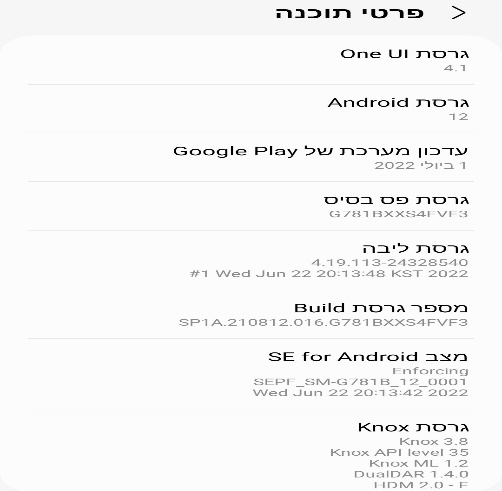 פרטי תוכנה
גרסת One UI
4.1
גרסת Android
12
עדכון מערכת של Google Play
1 ביולי 2022
גרסת פס בסיס
G781BXXS4FVF3
גרסת ליבה
4.19.113-24328540
#1 Wed Jun 22 20:13:48 KST 2022
מספר גרסת Build
SP1A.210812.016.G781BXXS4FVF3
מצב SE for Android
Enforcing
SEPF_SM-G781B_12_0001
Wed Jun 22 20:13:42 2022
גרסת Knox
Knox 3.8
Knox API level 35
Knox ML 1.2
DualDAR 1.4.0
HDM 2.0 - F